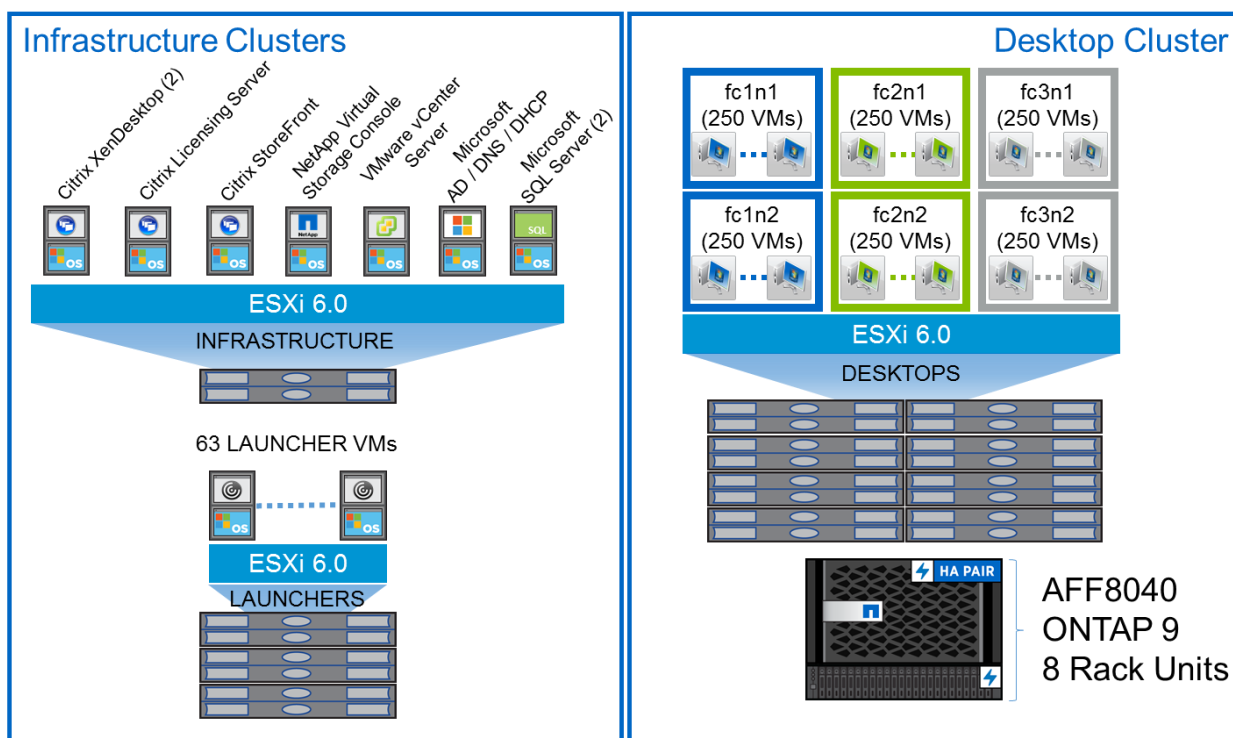 Infrastructure Clusters
Citrix XenDesktop (2)
Citrix Licensing Server
Citrix StoreFront
NetApp Virtual
Storage Console
VMware vCenter
Server
Microsoft
AD / DNS / DHCP
Microsoft
SQL Server (2)
NetApp
SQL
OS
OS
OS
OS
OS
OS
OS
ESXi 6.0
INFRASTRUCTURE
63 LAUNCHER VMs
OS
OS
ESXi 6.0
LAUNCHERS
Desktop Cluster
fc1n1
(250 VMs)
fc2n1
(250 VMs)
fc3n1
(250 VMs)
fc1n2
(250 VMs)
fc2n2
(250 VMs)
fc3n2
(250 VMs)
ESXi 6.0
DESKTOPS
HA PAIR
AFF8040
ONTAP 9
8 Rack Units